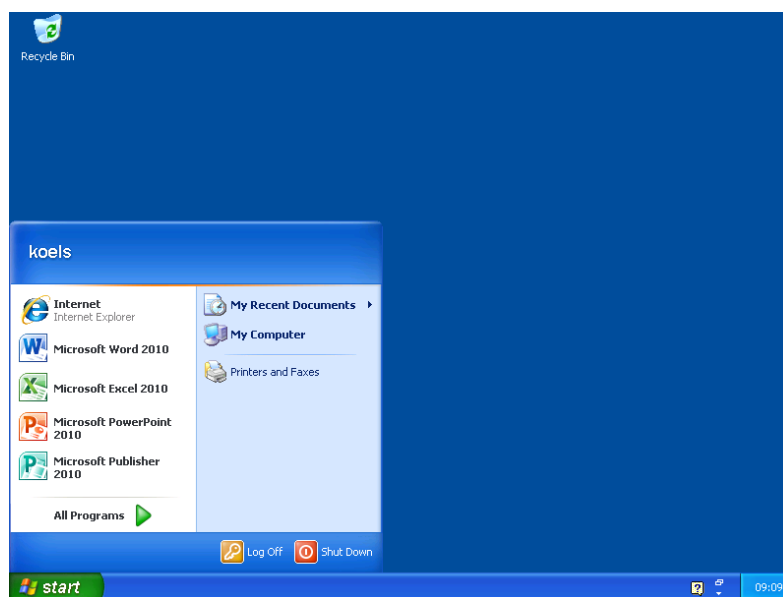 Recycle Bin
koels
Internet
Internet Explorer
Microsoft Word 2010
Microsoft Excel 2010
Microsoft PowerPoint
2010
Microsoft Publisher
2010
All Programs
My Recent Documents
My Computer
Printers and Faxes
Log Off
Shut Down
start
09:09